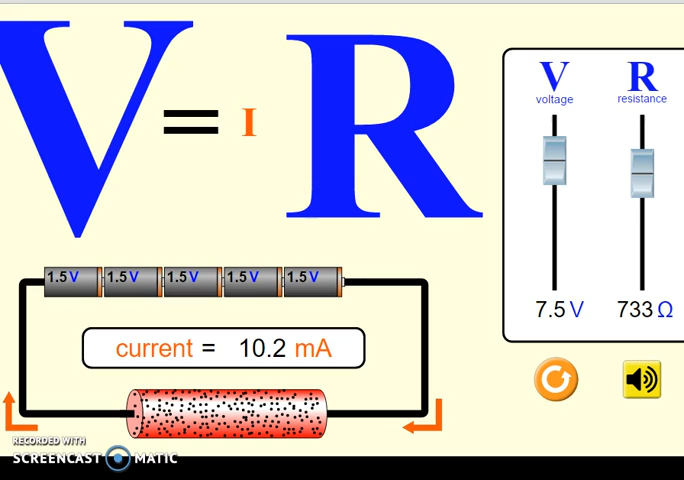 V = I R
V
voltage
R
resistance
7.5 V
733 Ω
1.5 V 1.5 V 1.5 V 1.5 V 1.5 V
current = 10.2 mA
RECORDED WITH
SCREENCAST MATIC